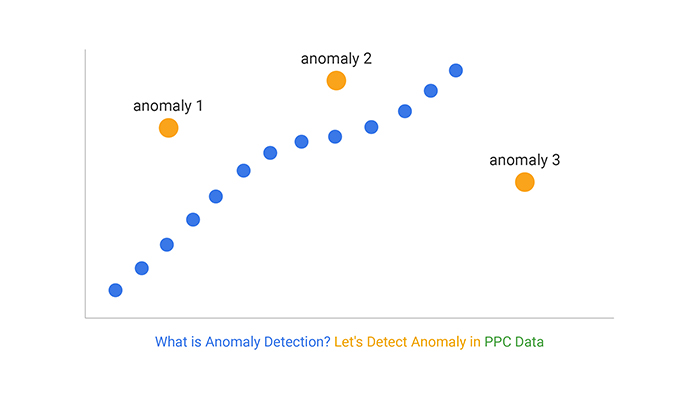 anomaly 2
anomaly 1
anomaly 3
What is Anomaly Detection? Let's Detect Anomaly in PPC Data